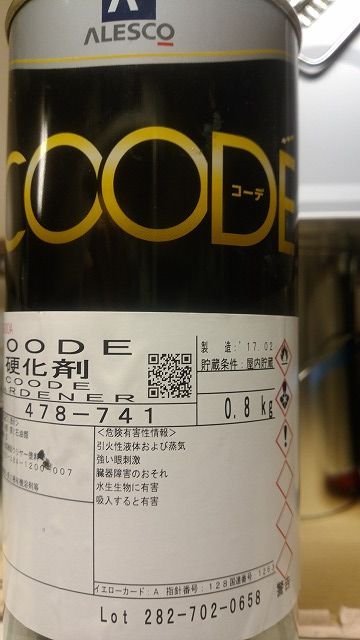 ALESCO
COODE
コーデ
OODE
硬化剤
COODE
ARDENER
478-741
製 造:'17.02
貯蔵条件:屋内貯蔵
0.8 kg
<危険有害性情報>
引火性液体および蒸気
強い眼刺激
臓器障害のおそれ
水生生物に有害
吸入すると有害
イエローカード:A 指針番号:128 国連番号:1263
警告
Lot 282-702-0658